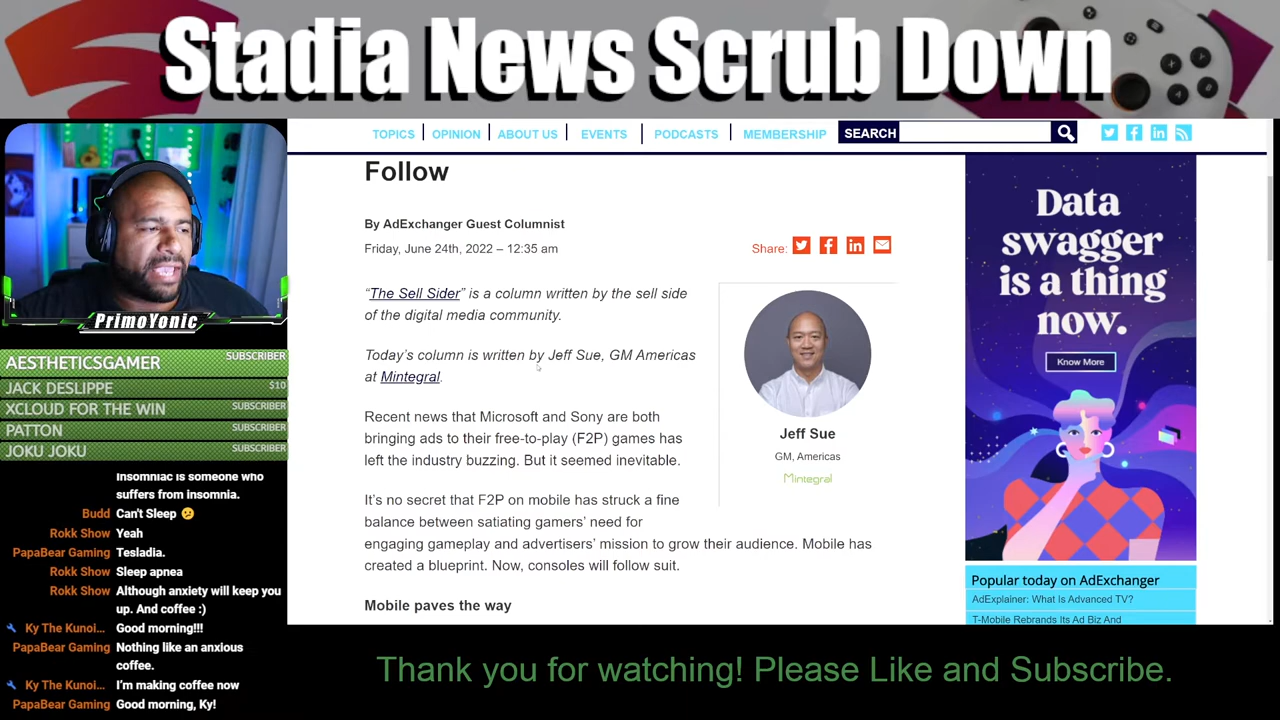 Stadia News Scrub Down
TOPICS
OPINION
ABOUT US
EVENTS
PODCASTS
MEMBERSHIP
SEARCH
Follow
By AdExchanger Guest Columnist
Friday, June 24th, 2022 – 12:35 am
Share:
“The Sell Sider” is a column written by the sell side
of the digital media community.
Today’s column is written by Jeff Sue, GM Americas
at Mintegral.
Recent news that Microsoft and Sony are both
bringing ads to their free-to-play (F2P) games has
left the industry buzzing. But it seemed inevitable.
It’s no secret that F2P on mobile has struck a fine
balance between satiating gamers’ need for
engaging gameplay and advertisers’ mission to grow their audience. Mobile has
created a blueprint. Now, consoles will follow suit.
Mobile paves the way
Jeff Sue
GM, Americas
Mintegral
Data
swagger
is a thing
now.
Know More
Popular today on AdExchanger
AdExplainer: What Is Advanced TV?
T-Mobile Rebrands Its Ad Biz And
PrimoYonic
AESTHETICSGAMER SUBSCRIBER
JACK DESLIPPE $10
XCLOUD FOR THE WIN SUBSCRIBER
PATTON SUBSCRIBER
JOKU JOKU SUBSCRIBER
Insomniac is someone who
suffers from insomnia.
Budd Can't Sleep 😕
Rokk Show Yeah
PapaBear Gaming Tesladia.
Rokk Show Sleep apnea
Rokk Show Although anxiety will keep you
up. And coffee :)
Ky The Kunoi... Good morning!!!
PapaBear Gaming Nothing like an anxious
coffee.
Ky The Kunoi... I'm making coffee now
PapaBear Gaming Good morning, Ky!
Thank you for watching! Please Like and Subscribe.